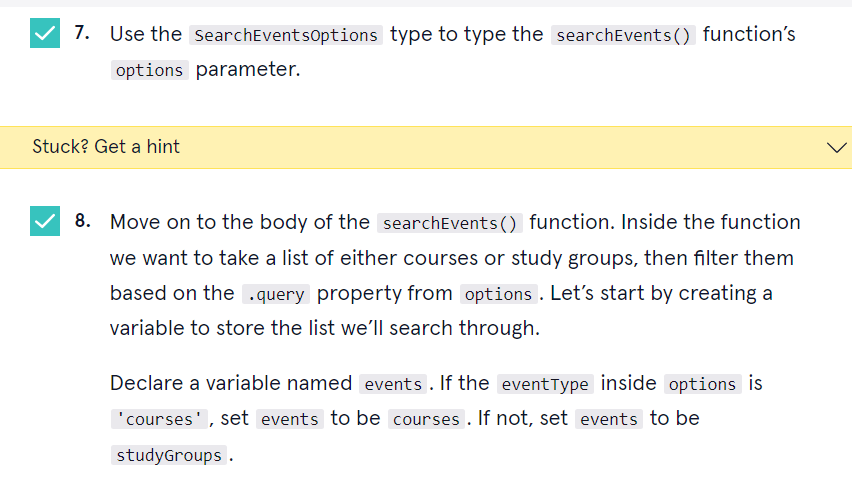 7. Use the SearchEventsOptions type to type the searchEvents() function’s
options parameter.
Stuck? Get a hint
8. Move on to the body of the searchEvents() function. Inside the function
we want to take a list of either courses or study groups, then filter them
based on the .query property from options. Let’s start by creating a
variable to store the list we’ll search through.
Declare a variable named events. If the eventType inside options is
'courses', set events to be courses. If not, set events to be
studyGroups.